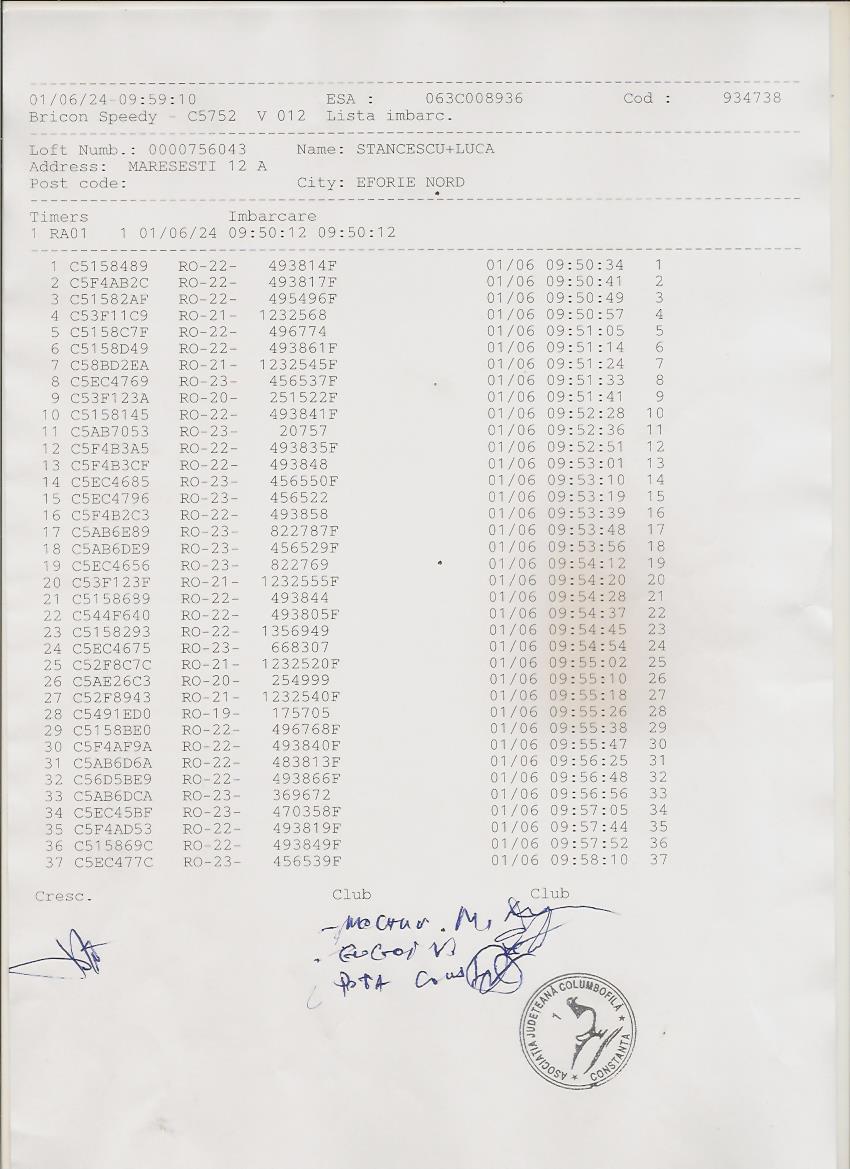 01/06/24-09:59:10 ESA : 063C008936 Cod : 934738
Bricon Speedy - C5752 V 012 Lista imbarc.
Loft Numb.: 0000756043 Name: STANCESCU+LUCA
Address: MARESESTI 12 A
Post code: City: EFORIE NORD
Timers Imbarcare
1 RA01 1 01/06/24 09:50:12 09:50:12
1 C5158489 RO-22- 493814F 01/06 09:50:34 1
2 C5F4AB2C RO-22- 493817F 01/06 09:50:41 2
3 C51582AF RO-22- 495496F 01/06 09:50:49 3
4 C53F11C9 RO-21- 1232568 01/06 09:50:57 4
5 C5158C7F RO-22- 496774 01/06 09:51:05 5
6 C5158D49 RO-22- 493861F 01/06 09:51:14 6
7 C58BD2EA RO-21- 1232545F 01/06 09:51:24 7
8 C5EC4769 RO-23- 456537F 01/06 09:51:33 8
9 C53F123A RO-20- 251522F 01/06 09:51:41 9
10 C5158145 RO-22- 493841F 01/06 09:52:28 10
11 C5AB7053 RO-23- 20757 01/06 09:52:36 11
12 C5F4B3A5 RO-22- 493835F 01/06 09:52:51 12
13 C5F4B3CF RO-22- 493848 01/06 09:53:01 13
14 C5EC4685 RO-23- 456550F 01/06 09:53:10 14
15 C5EC4796 RO-23- 456522 01/06 09:53:19 15
16 C5F4B2C3 RO-22- 493858 01/06 09:53:39 16
17 C5AB6E89 RO-23- 822787F 01/06 09:53:48 17
18 C5AB6DE9 RO-23- 456529F 01/06 09:53:56 18
19 C5EC4656 RO-23- 822769 01/06 09:54:12 19
20 C53F123F RO-21- 1232555F 01/06 09:54:20 20
21 C5158689 RO-22- 493844 01/06 09:54:28 21
22 C544F640 RO-22- 493805F 01/06 09:54:37 22
23 C5158293 RO-22- 1356949 01/06 09:54:45 23
24 C5EC4675 RO-23- 668307 01/06 09:54:54 24
25 C52F8C7C RO-21- 1232520F 01/06 09:55:02 25
26 C5AE26C3 RO-20- 254999 01/06 09:55:10 26
27 C52F8943 RO-21- 1232540F 01/06 09:55:18 27
28 C5491ED0 RO-19- 175705 01/06 09:55:26 28
29 C5158BE0 RO-22- 496768F 01/06 09:55:38 29
30 C5F4AF9A RO-22- 493840F 01/06 09:55:47 30
31 C5AB6D6A RO-22- 483813F 01/06 09:56:25 31
32 C56D5BE9 RO-22- 493866F 01/06 09:56:48 32
33 C5AB6DCA RO-23- 369672 01/06 09:56:56 33
34 C5EC45BF RO-23- 470358F 01/06 09:57:05 34
35 C5F4AD53 RO-22- 493819F 01/06 09:57:44 35
36 C515869C RO-22- 493849F 01/06 09:57:52 36
37 C5EC477C RO-23- 456539F 01/06 09:58:10 37
Cresc. Club Club
ASOCIAȚIA JUDEȚEANĂ COLUMBOFILĂ * CONSTANȚA *
1